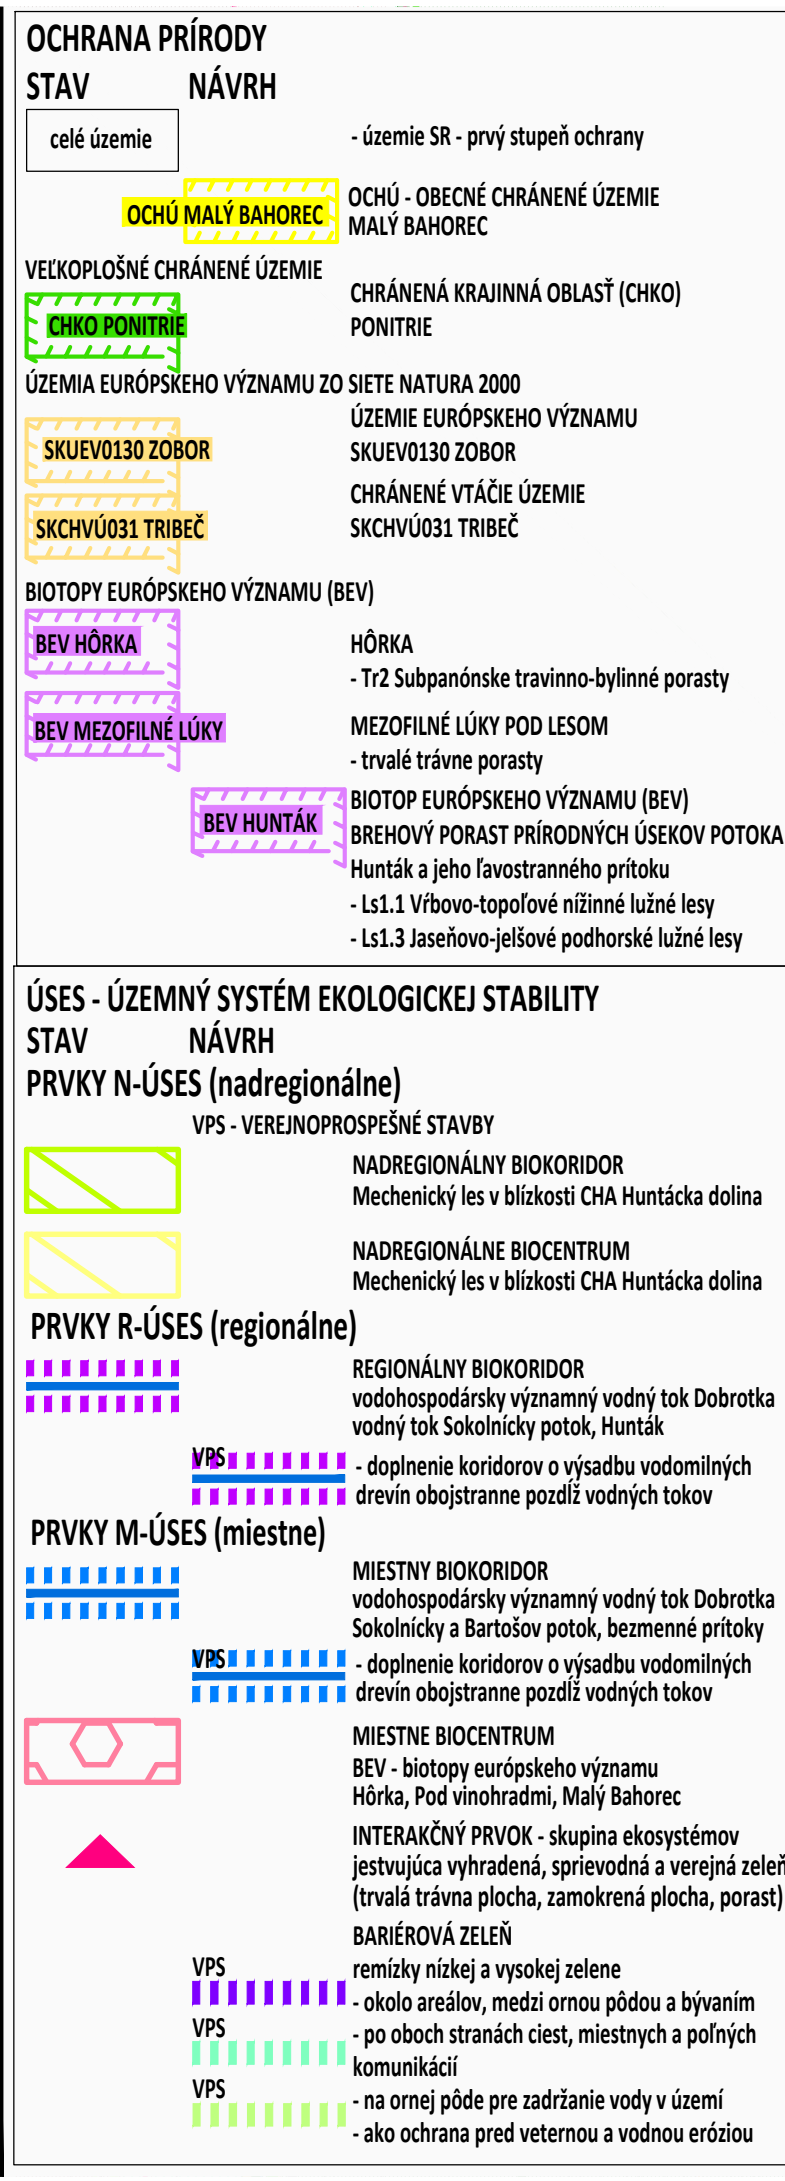 OCHRANA PRÍRODY
STAV NÁVRH
celé územie - územie SR - prvý stupeň ochrany
OCHÚ MALÝ BAHOREC OCHÚ - OBECNÉ CHRÁNENÉ ÚZEMIE
MALÝ BAHOREC
VEĽKOPLOŠNÉ CHRÁNENÉ ÚZEMIE
CHRÁNENÁ KRAJINNÁ OBLASŤ (CHKO)
CHKO PONITRIE PONITRIE
ÚZEMIA EURÓPSKEHO VÝZNAMU ZO SIETE NATURA 2000
ÚZEMIE EURÓPSKEHO VÝZNAMU
SKUEV0130 ZOBOR SKUEV0130 ZOBOR
CHRÁNENÉ VTÁČIE ÚZEMIE
SKCHVÚ031 TRIBEČ SKCHVÚ031 TRIBEČ
BIOTOPY EURÓPSKEHO VÝZNAMU (BEV)
BEV HÔRKA HÔRKA
- Tr2 Subpanónske travinno-bylinné porasty
BEV MEZOFILNÉ LÚKY MEZOFILNÉ LÚKY POD LESOM
- trvalé trávne porasty
BIOTOP EURÓPSKEHO VÝZNAMU (BEV)
BEV HUNTÁK BREHOVÝ PORAST PRÍRODNÝCH ÚSEKOV POTOKA
Hunták a jeho ľavostranného prítoku
- Ls1.1 Vŕbovo-topoľové nížinné lužné lesy
- Ls1.3 Jaseňovo-jelšové podhorské lužné lesy
ÚSES - ÚZEMNÝ SYSTÉM EKOLOGICKEJ STABILITY
STAV NÁVRH
PRVKY N-ÚSES (nadregionálne)
VPS - VEREJNOPROSPEŠNÉ STAVBY
NADREGIONÁLNY BIOKORIDOR
Mechenický les v blízkosti CHA Huntácka dolina
NADREGIONÁLNE BIOCENTRUM
Mechenický les v blízkosti CHA Huntácka dolina
PRVKY R-ÚSES (regionálne)
REGIONÁLNY BIOKORIDOR
vodohospodársky významný vodný tok Dobrotka
vodný tok Sokolnícky potok, Hunták
VPS - doplnenie koridorov o výsadbu vodomilných
drevín obojstranne pozdĺž vodných tokov
PRVKY M-ÚSES (miestne)
MIESTNY BIOKORIDOR
vodohospodársky významný vodný tok Dobrotka
Sokolnícky a Bartošov potok, bezmenné prítoky
VPS - doplnenie koridorov o výsadbu vodomilných
drevín obojstranne pozdĺž vodných tokov
MIESTNE BIOCENTRUM
BEV - biotopy európskeho významu
Hôrka, Pod vinohradmi, Malý Bahorec
INTERAKČNÝ PRVOK - skupina ekosystémov
jestvujúca vyhradená, sprievodná a verejná zeleň
(trvalá trávna plocha, zamokrená plocha, porast)
BARIÉROVÁ ZELEŇ
VPS remízky nízkej a vysokej zelene
- okolo areálov, medzi ornou pôdou a bývaním
VPS - po oboch stranách ciest, miestnych a poľných
komunikácií
VPS - na ornej pôde pre zadržanie vody v území
- ako ochrana pred veternou a vodnou eróziou